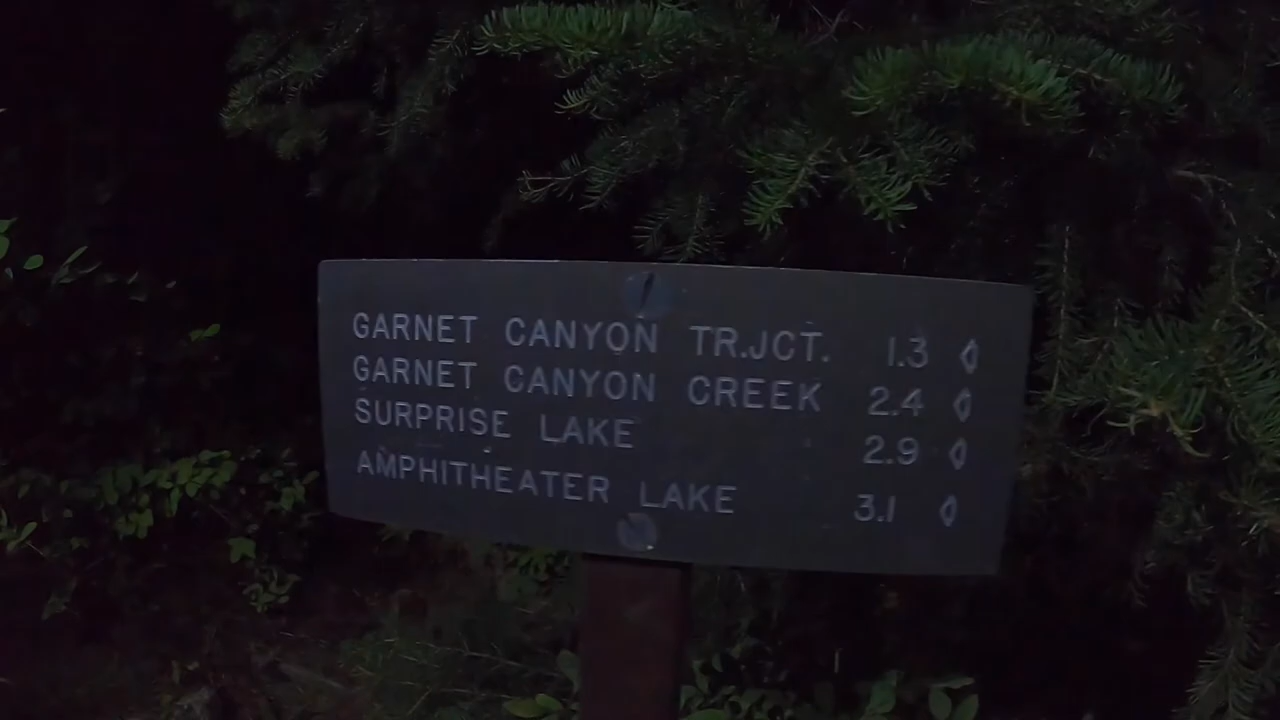 GARNET CANYON TR.JCT. 1.3
GARNET CANYON CREEK 2.4
SURPRISE LAKE 2.9
AMPHITHEATER LAKE 3.1